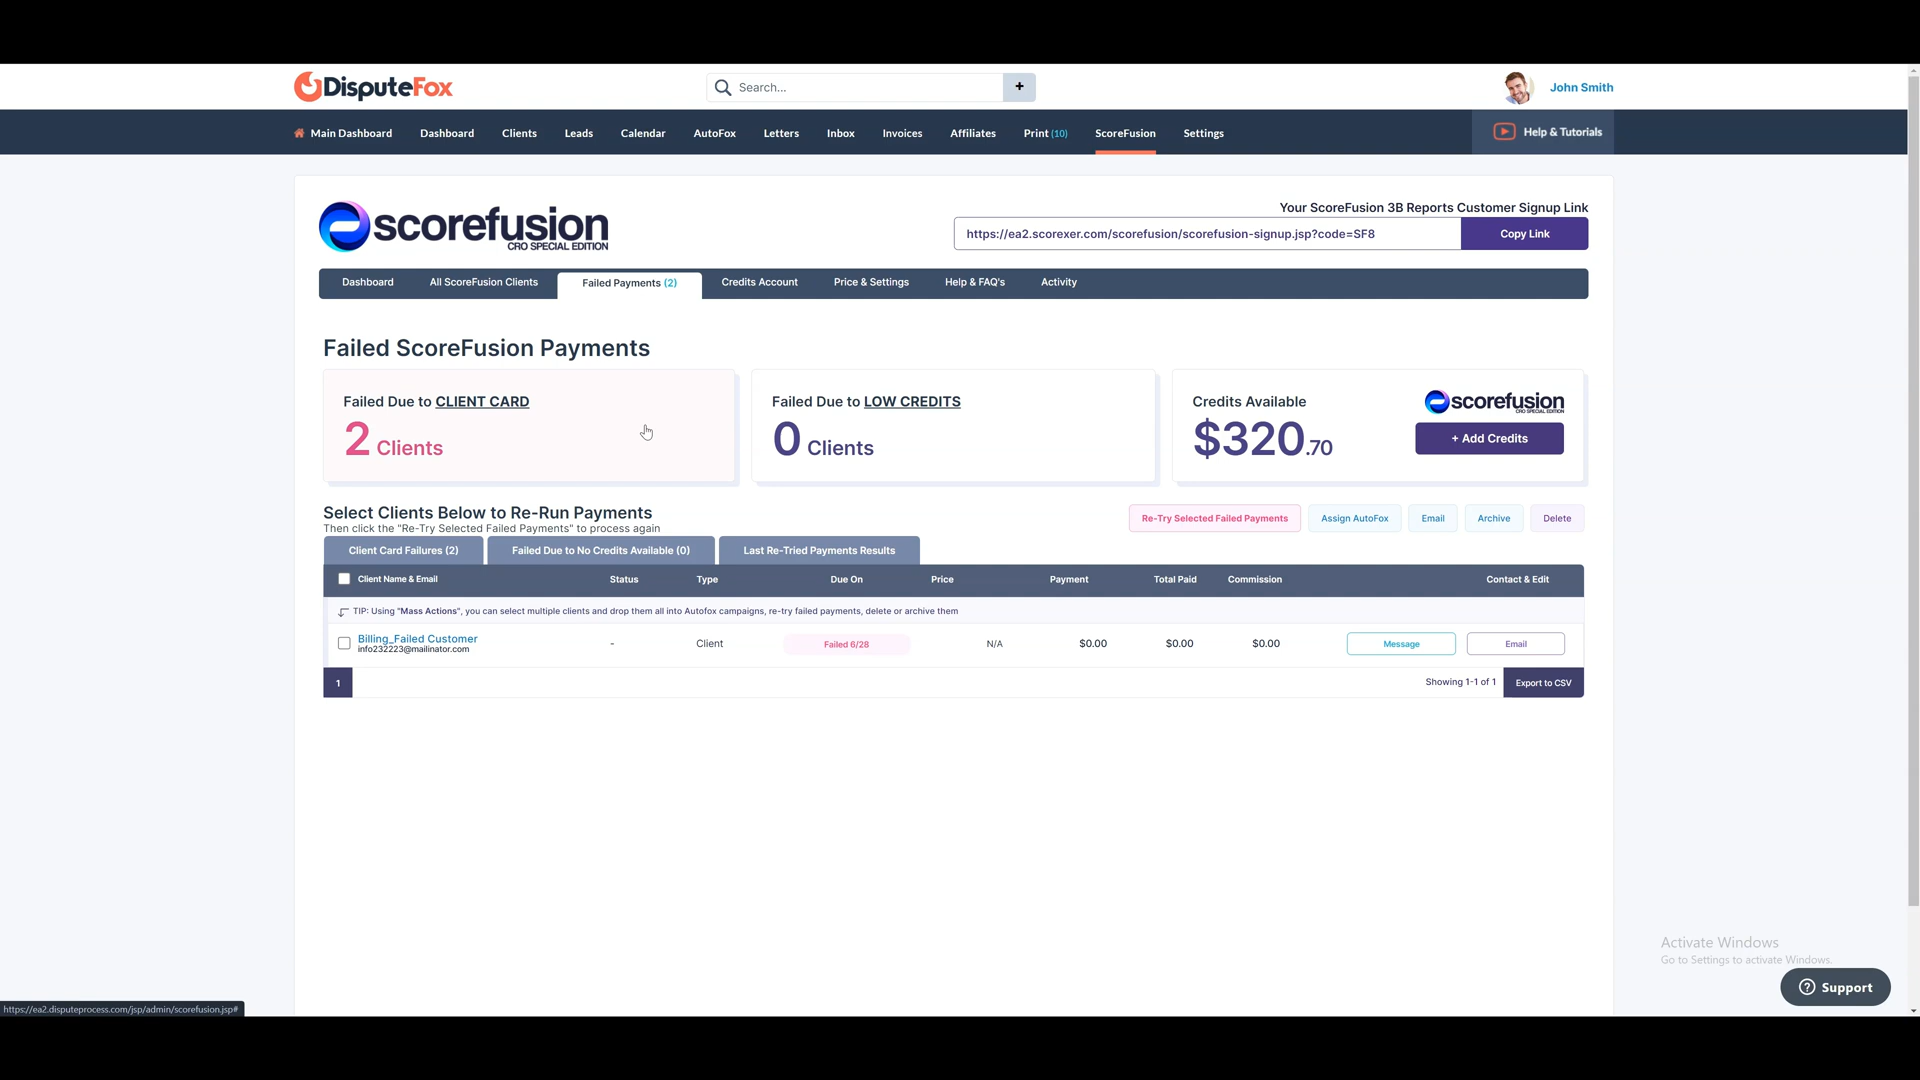 DisputeFox
Search...
+
John Smith
Main Dashboard
Dashboard
Clients
Leads
Calendar
AutoFox
Letters
Inbox
Invoices
Affiliates
Print (10)
ScoreFusion
Settings
Help & Tutorials
scorefusion
CRO SPECIAL EDITION
Your ScoreFusion 3B Reports Customer Signup Link
https://ea2.scorexer.com/scorefusion/scorefusion-signup.jsp?code=SF8
Copy Link
Dashboard
All ScoreFusion Clients
Failed Payments (2)
Credits Account
Price & Settings
Help & FAQ's
Activity
Failed ScoreFusion Payments
Failed Due to CLIENT CARD
2 Clients
Failed Due to LOW CREDITS
0 Clients
Credits Available
$320.70
scorefusion
CRO SPECIAL EDITION
+ Add Credits
Select Clients Below to Re-Run Payments
Then click the "Re-Try Selected Failed Payments" to process again
Re-Try Selected Failed Payments
Assign AutoFox
Email
Archive
Delete
Client Card Failures (2)
Failed Due to No Credits Available (0)
Last Re-Tried Payments Results
Client Name & Email
Status
Type
Due On
Price
Payment
Total Paid
Commission
Contact & Edit
TIP: Using "Mass Actions", you can select multiple clients and drop them all into Autofox campaigns, re-try failed payments, delete or archive them
Billing_Failed Customer
info232223@mailinator.com
-
Client
Failed 6/28
N/A
$0.00
$0.00
$0.00
Message
Email
1
Showing 1-1 of 1
Export to CSV
Activate Windows
Go to Settings to activate Windows.
Support
https://ea2.disputeprocess.com/jsp/admin/scorefusion.jsp#